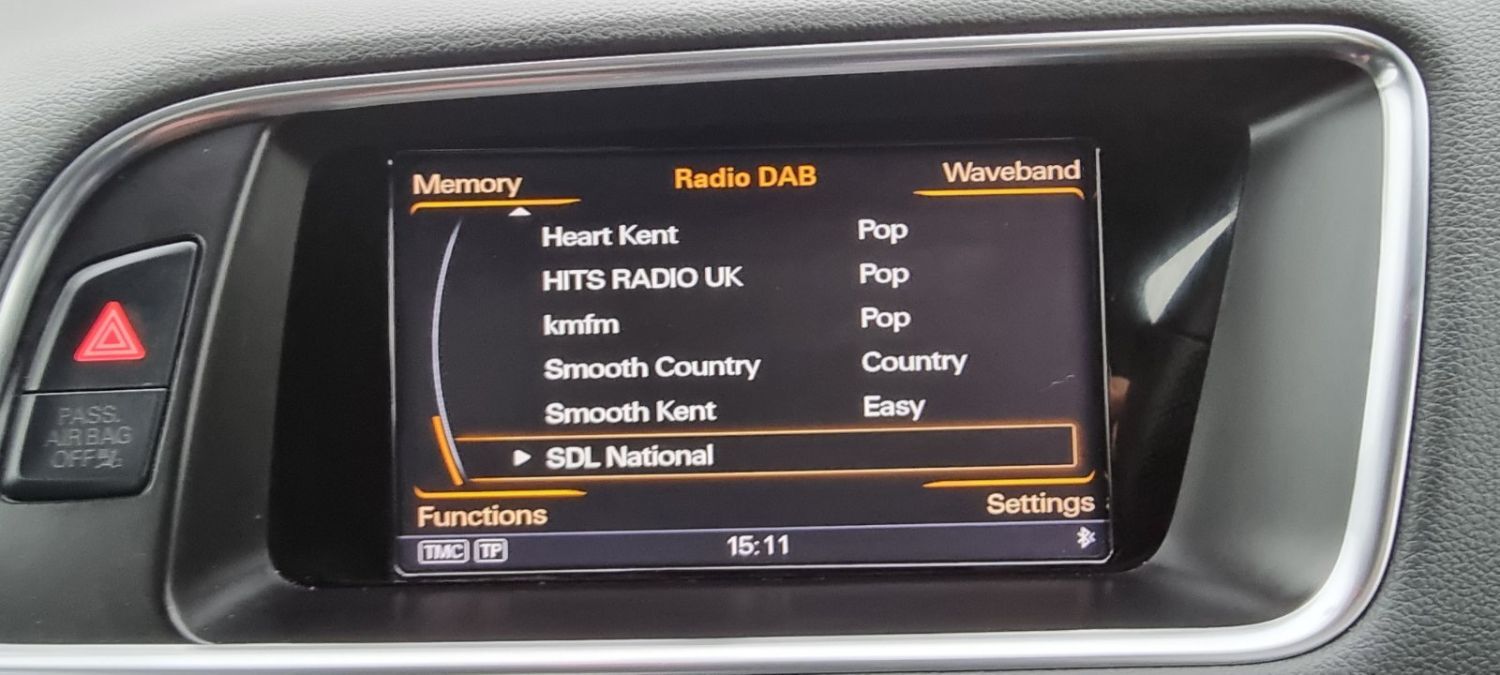 Memory Radio DAB Waveband
Heart Kent Pop
HITS RADIO UK Pop
kmfm Pop
Smooth Country Country
Smooth Kent Easy
SDL National
Functions Settings
TMC TP 15:11
PASS.
AIR BAG
OFF